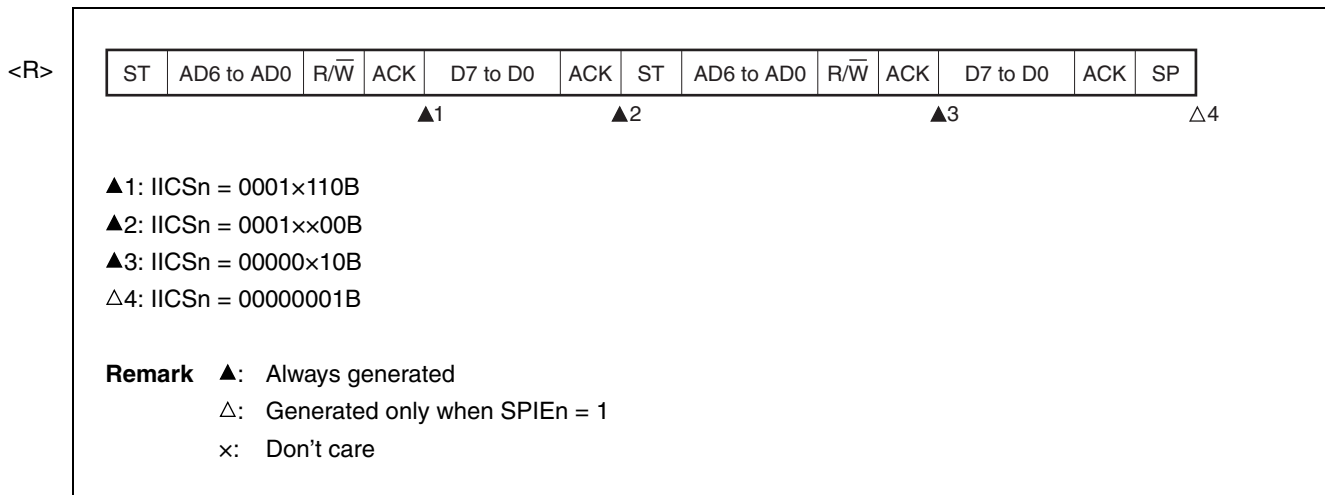 <R>
ST AD6 to AD0 R/W̅ ACK D7 to D0 ACK ST AD6 to AD0 R/W̅ ACK D7 to D0 ACK SP
▲1 ▲2 ▲3 △4
▲1: IICSn = 0001×110B
▲2: IICSn = 0001××00B
▲3: IICSn = 00000×10B
△4: IICSn = 00000001B
Remark ▲: Always generated
△: Generated only when SPIEn = 1
×: Don't care